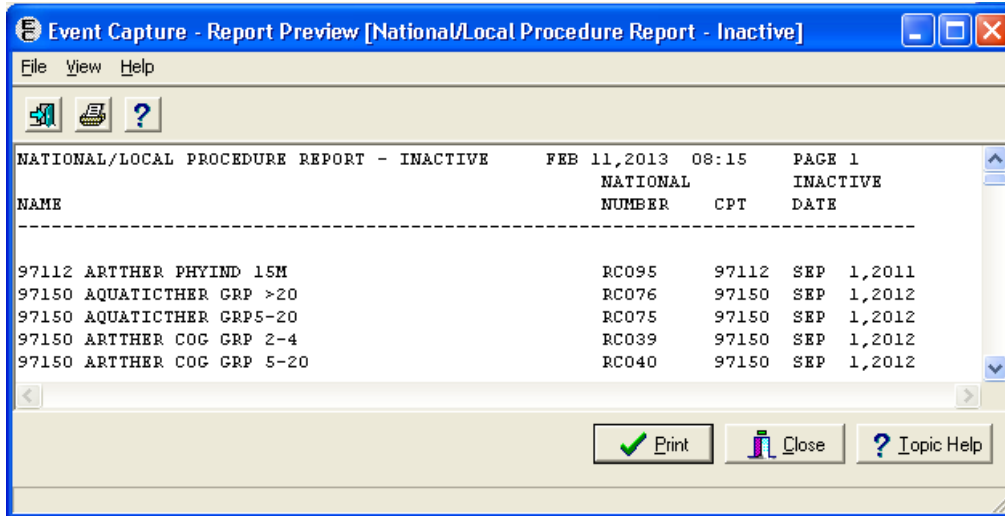 Event Capture - Report Preview [National/Local Procedure Report - Inactive]
File View Help
NATIONAL/LOCAL PROCEDURE REPORT - INACTIVE FEB 11,2013 08:15 PAGE 1
NATIONAL INACTIVE
NAME NUMBER CPT DATE
--------------------------------------------------------------------------------
97112 ARTTHER PHYIND 15M RC095 97112 SEP 1,2011
97150 AQUATICTHER GRP >20 RC076 97150 SEP 1,2012
97150 AQUATICTHER GRP5-20 RC075 97150 SEP 1,2012
97150 ARTTHER COG GRP 2-4 RC039 97150 SEP 1,2012
97150 ARTTHER COG GRP 5-20 RC040 97150 SEP 1,2012
Print Close ? Topic Help